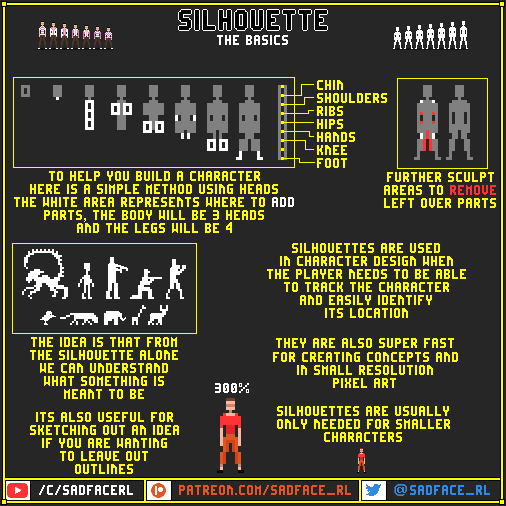 SILHOUETTE
THE BASICS
CHIN
SHOULDERS
RIBS
HIPS
HANDS
KNEE
FOOT
TO HELP YOU BUILD A CHARACTER
HERE IS A SIMPLE METHOD USING HEADS
THE WHITE AREA REPRESENTS WHERE TO ADD
PARTS, THE BODY WILL BE 3 HEADS
AND THE LEGS WILL BE 4
FURTHER SCULPT
AREAS TO REMOVE
LEFT OVER PARTS
THE IDEA IS THAT FROM
THE SILHOUETTE ALONE
WE CAN UNDERSTAND
WHAT SOMETHING IS
MEANT TO BE
ITS ALSO USEFUL FOR
SKETCHING OUT AN IDEA
IF YOU ARE WANTING
TO LEAVE OUT
OUTLINES
SILHOUETTES ARE USED
IN CHARACTER DESIGN WHEN
THE PLAYER NEEDS TO BE ABLE
TO TRACK THE CHARACTER
AND EASILY IDENTIFY
ITS LOCATION
THEY ARE ALSO SUPER FAST
FOR CREATING CONCEPTS AND
IN SMALL RESOLUTION
PIXEL ART
300%
SILHOUETTES ARE USUALLY
ONLY NEEDED FOR SMALLER
CHARACTERS
/C/SADFACERL
PATREON.COM/SADFACE_RL
@SADFACE_RL